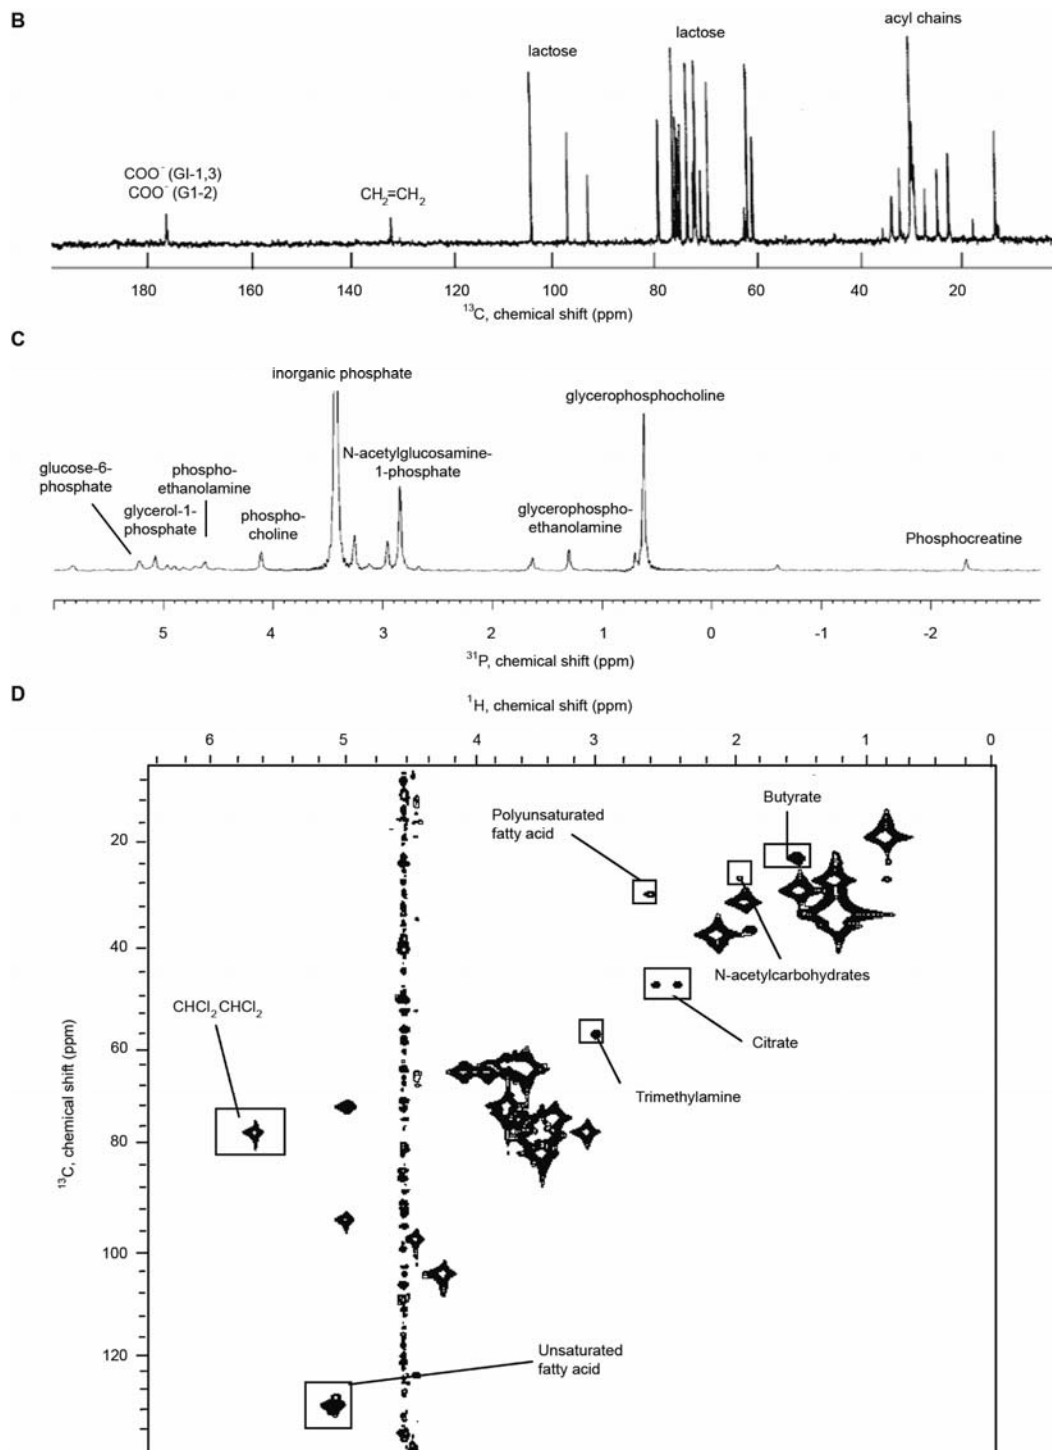 B
acyl chains
lactose
lactose
COO⁻ (GI-1,3)
COO⁻ (G1-2)
CH₂=CH₂
180 160 140 120 100 80 60 40 20
¹³C, chemical shift (ppm)
C
inorganic phosphate
glycerophosphocholine
N-acetylglucosamine-
1-phosphate
glucose-6-
phosphate
phospho-
ethanolamine
glycerol-1-
phosphate
phospho-
choline
glycerophospho-
ethanolamine
Phosphocreatine
5 4 3 2 1 0 -1 -2
³¹P, chemical shift (ppm)
D
¹H, chemical shift (ppm)
6 5 4 3 2 1 0
Butyrate
Polyunsaturated
fatty acid
20
40
N-acetylcarbohydrates
CHCl₂CHCl₂
Citrate
60
Trimethylamine
80
¹³C, chemical shift (ppm)
100
Unsaturated
fatty acid
120